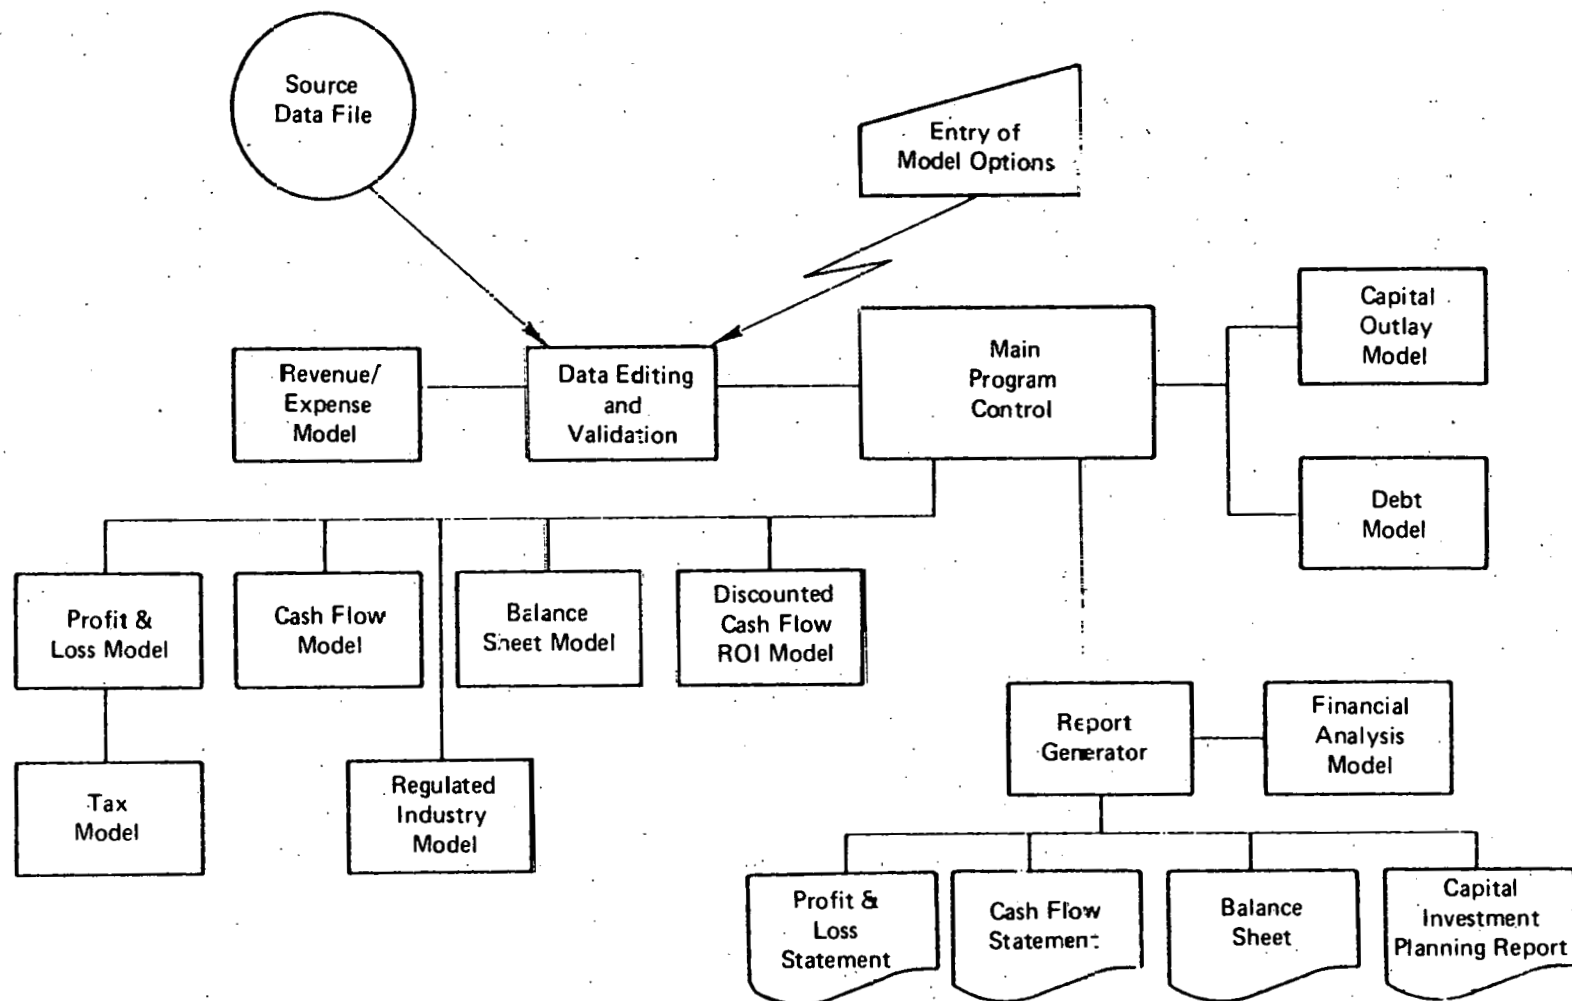 Source
Data File
Entry of
Model Options
Capital
Outlay
Model
Main
Program
Control
Revenue/
Expense
Model
Data Editing
and
Validation
Debt
Model
Profit &
Loss Model
Cash Flow
Model
Balance
Sheet Model
Discounted
Cash Flow
ROI Model
Report
Generator
Financial
Analysis
Model
Tax
Model
Regulated
Industry
Model
Profit &
Loss
Statement
Cash Flow
Statement
Balance
Sheet
Capital
Investment
Planning Report